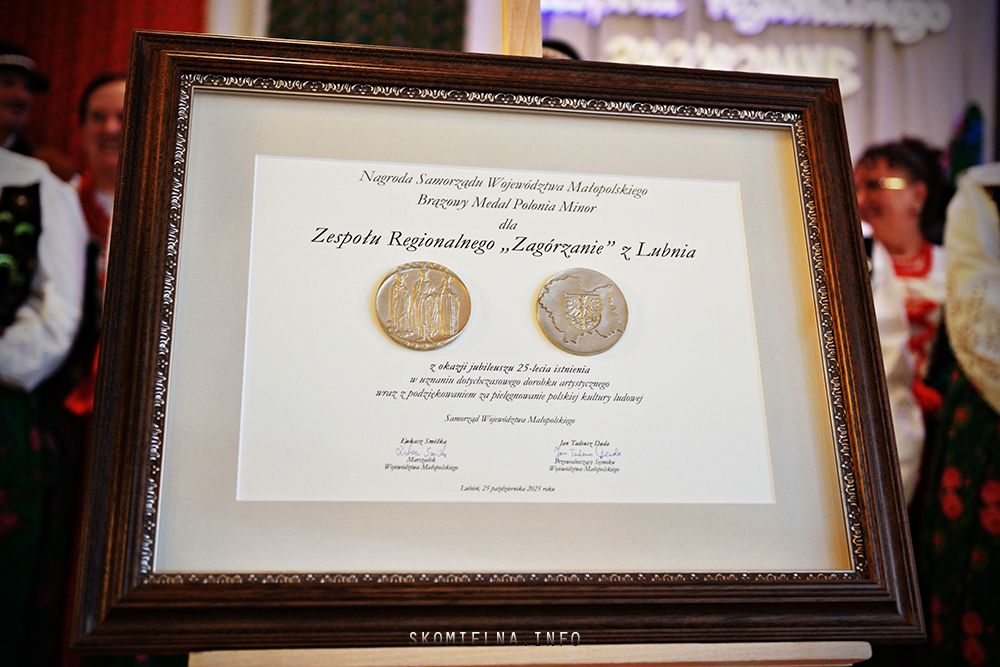 Regionalnego
Nagroda Samorządu Województwa Małopolskiego
Brązowy Medal Polonia Minor
dla
Zespołu Regionalnego „Zagórzanie” z Lubnia
z okazji jubileuszu 25-lecia istnienia
w uznaniu dotychczasowego dorobku artystycznego
wraz z podziękowaniem za pielęgnowanie polskiej kultury ludowej
Samorząd Województwa Małopolskiego
Łukasz Smółka
Marszałek
Województwa Małopolskiego
Jan Tadeusz Duda
Przewodniczący Sejmiku
Województwa Małopolskiego
Lubień, 25 października 2025 roku
SKOMIELNA.INFO